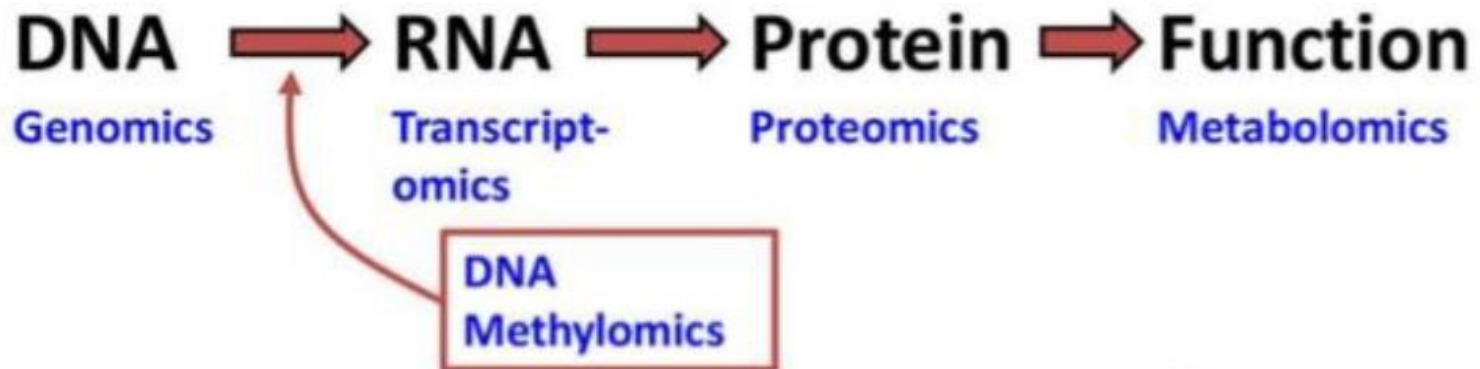 DNA RNA Protein Function
Genomics Transcript- Proteomics Metabolomics
omics
DNA
Methylomics